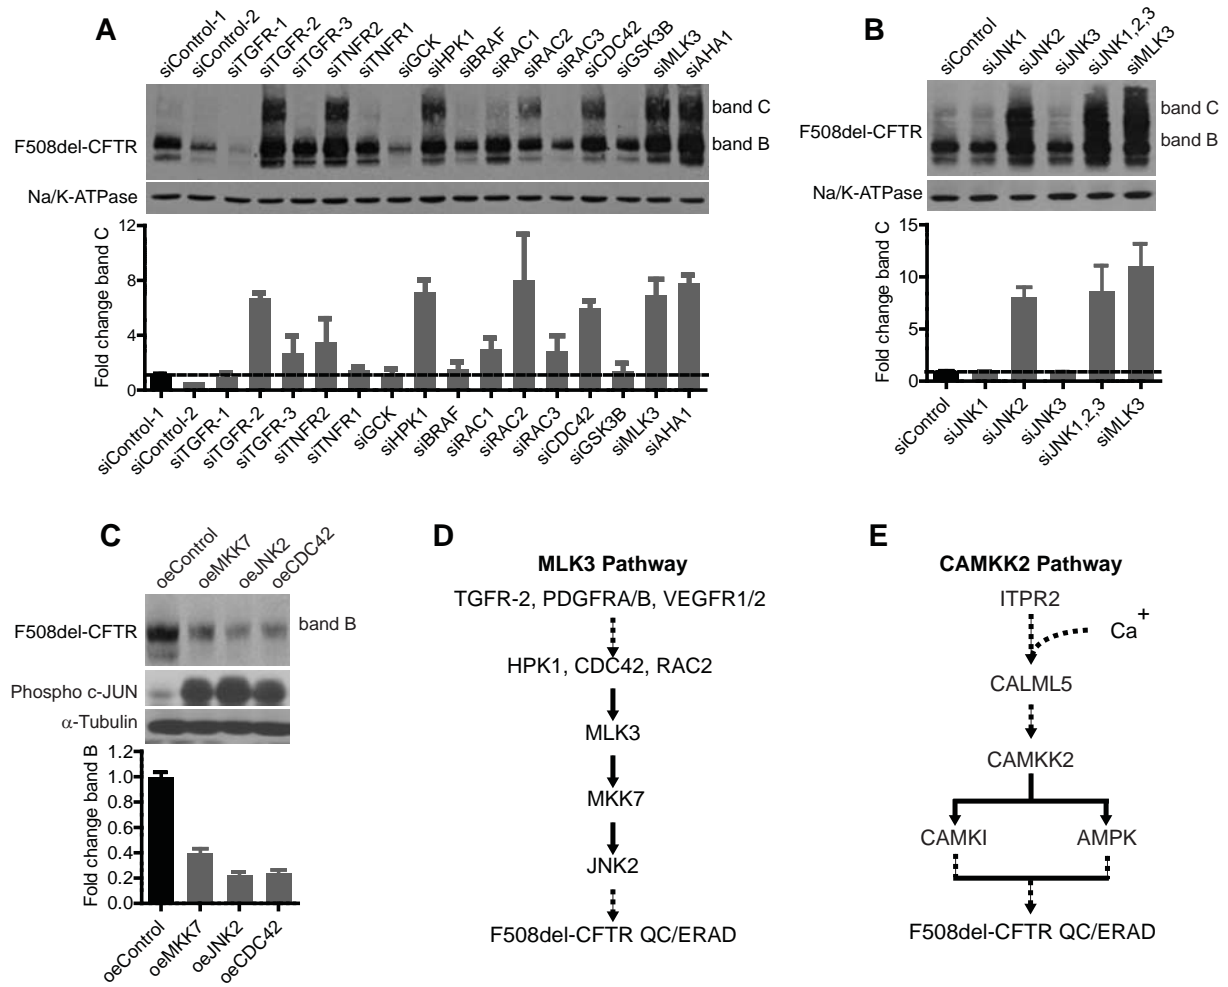 A
siControl-1
siControl-2
siTGFR-1
siTGFR-2
siTGFR-3
siTNFR2
siTNFR1
siGCK
siHPK1
siBRAF
siRAC1
siRAC2
siRAC3
siCDC42
siGSK3B
siMLK3
siAHA1
band C
F508del-CFTR
band B
Na/K-ATPase
Fold change band C
12
8
4
0
siControl-1
siControl-2
siTGFR-1
siTGFR-2
siTGFR-3
siTNFR2
siTNFR1
siGCK
siHPK1
siBRAF
siRAC1
siRAC2
siRAC3
siCDC42
siGSK3B
siMLK3
siAHA1
B
siControl
siJNK1
siJNK2
siJNK3
siJNK1,2,3
siMLK3
band C
F508del-CFTR
band B
Na/K-ATPase
Fold change band C
15
10
5
0
siControl
siJNK1
siJNK2
siJNK3
siJNK1,2,3
siMLK3
C
oeControl
oeMKK7
oeJNK2
oeCDC42
F508del-CFTR
band B
Phospho c-JUN
α-Tubulin
Fold change band B
1.2
1.0
0.8
0.6
0.4
0.2
0.0
oeControl
oeMKK7
oeJNK2
oeCDC42
D
MLK3 Pathway
TGFR-2, PDGFRA/B, VEGFR1/2
HPK1, CDC42, RAC2
MLK3
MKK7
JNK2
F508del-CFTR QC/ERAD
E
CAMKK2 Pathway
ITPR2
Ca+
CALML5
CAMKK2
CAMKI AMPK
F508del-CFTR QC/ERAD